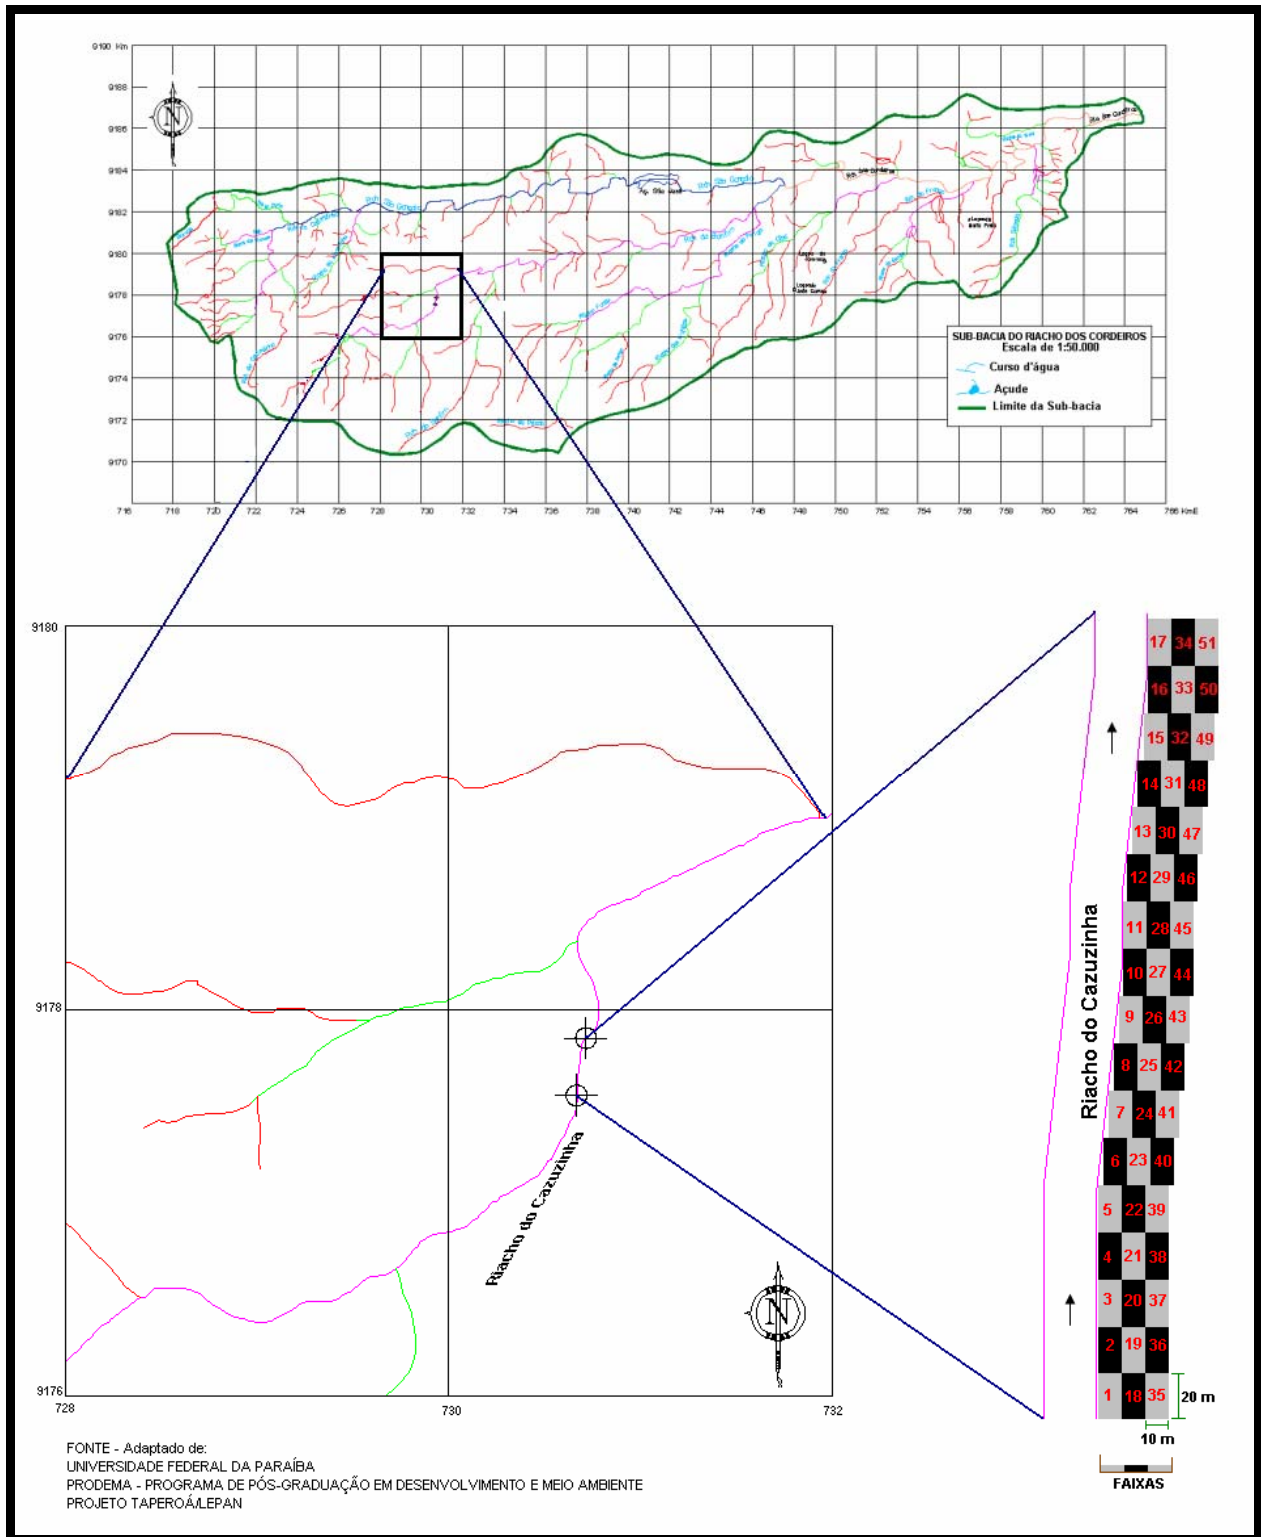 9190 Km
9188
9186
9184
9182
9180
9178
9176
9174
9172
9170
N
716 718 720 722 724 726 728 730 732 734 736 738 740 742 744 746 748 750 752 754 756 758 760 762 764 766 KmE
SUB-BACIA DO RIACHO DOS CORDEIROS
Escala de 1:50.000
Curso d'água
Açude
Limite da Sub-bacia
9180
9178
9176
728 730 732
Riacho do Cazuzinha
N
Riacho do Cazuzinha
17 34 51
16 33 50
15 32 49
14 31 48
13 30 47
12 29 46
11 28 45
10 27 44
9 26 43
8 25 42
7 24 41
6 23 40
5 22 39
4 21 38
3 20 37
2 19 36
1 18 35
20 m
10 m
FAIXAS
FONTE - Adaptado de:
UNIVERSIDADE FEDERAL DA PARAÍBA
PRODEMA - PROGRAMA DE PÓS-GRADUAÇÃO EM DESENVOLVIMENTO E MEIO AMBIENTE
PROJETO TAPEROÁ/LEPAN